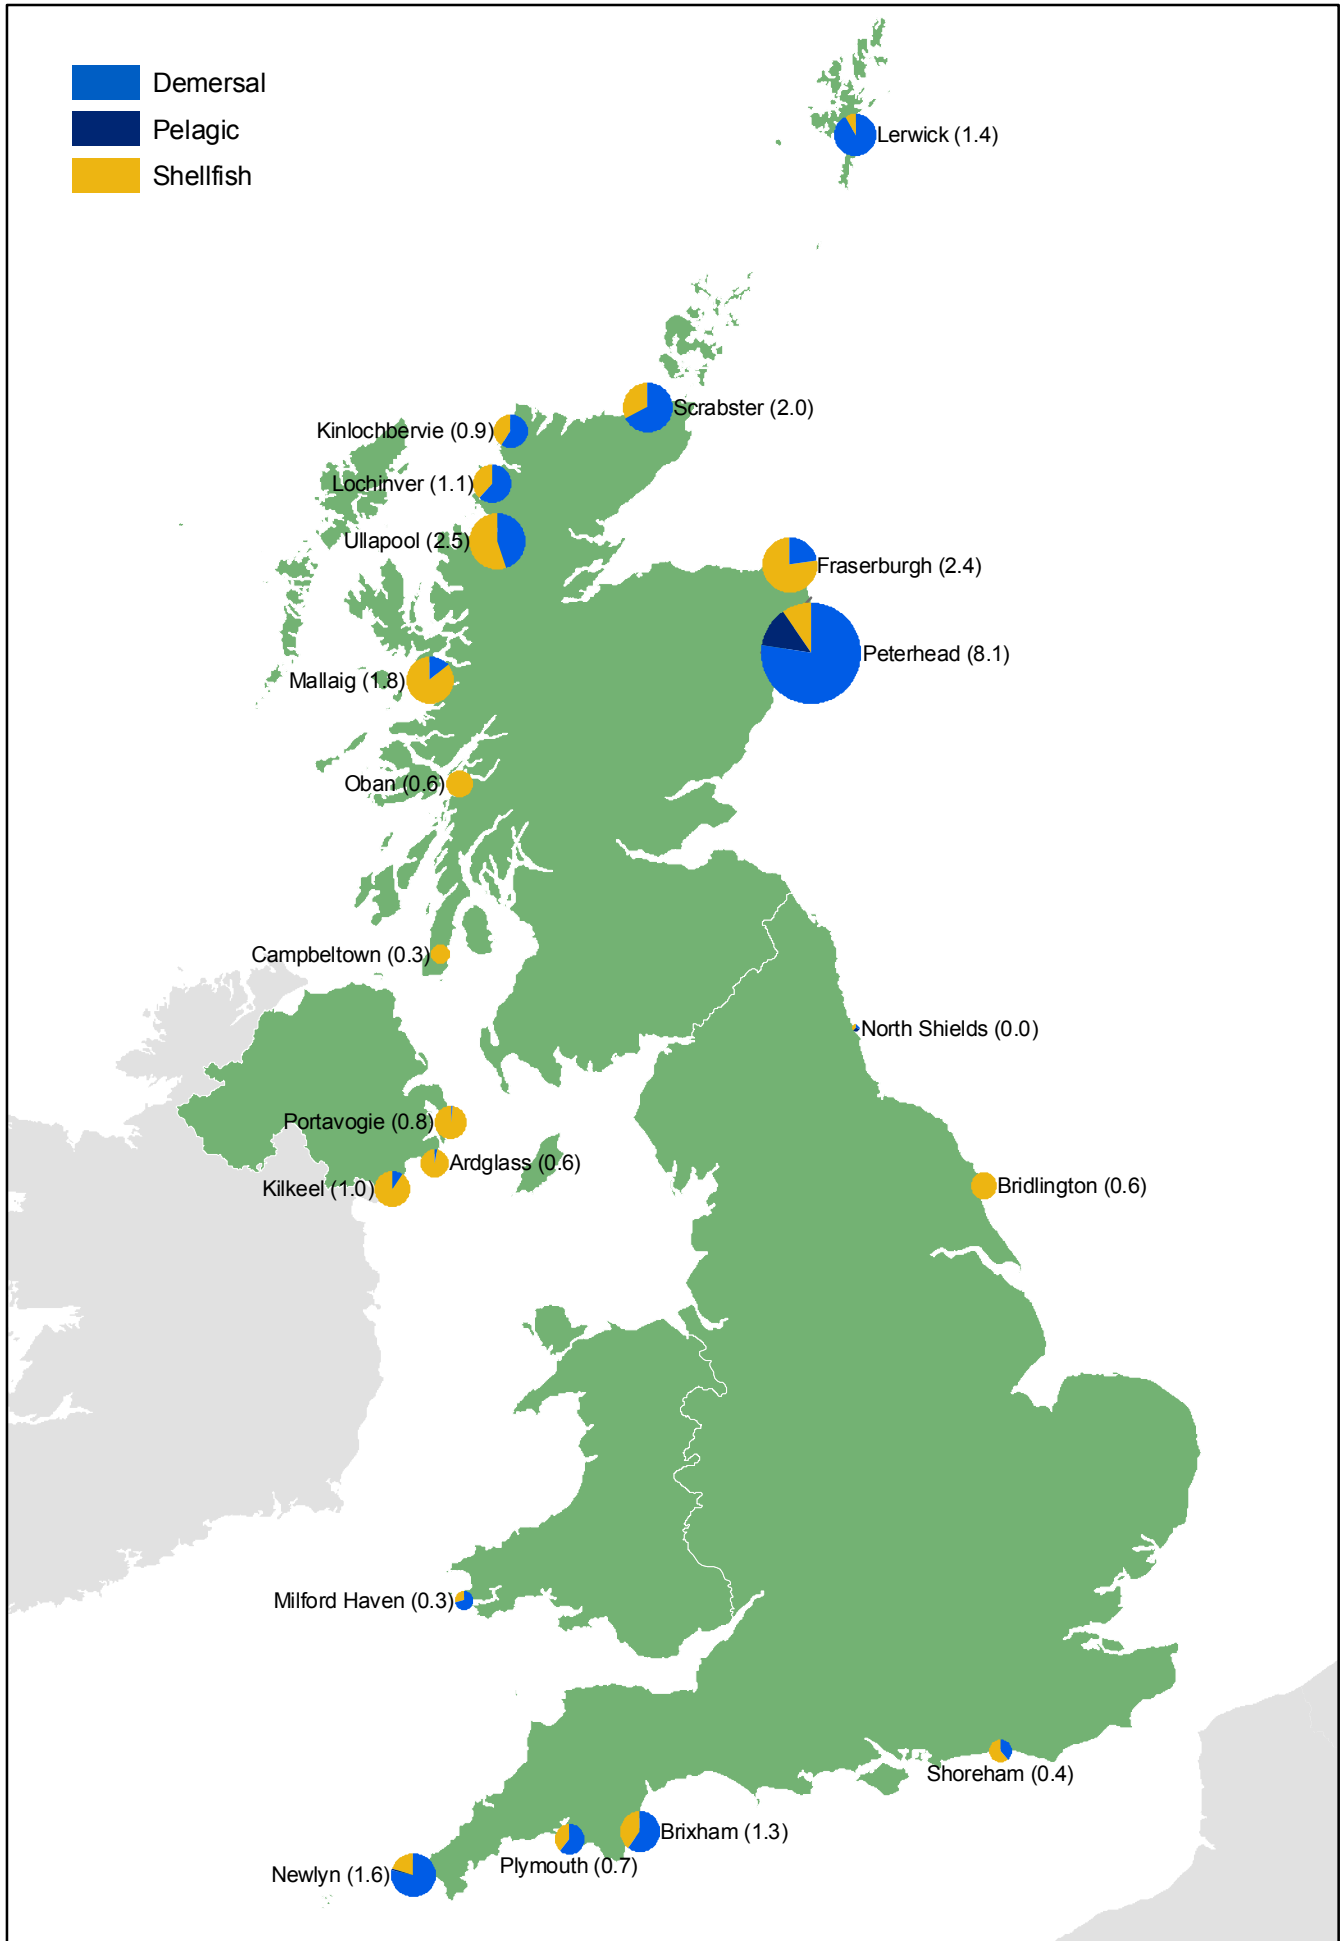 Demersal
Pelagic
Shellfish
Lerwick (1.4)
Scrabster (2.0)
Kinlochbervie (0.9)
Lochinver (1.1)
Ullapool (2.5)
Fraserburgh (2.4)
Peterhead (8.1)
Mallaig (1.8)
Oban (0.6)
Campbeltown (0.3)
North Shields (0.0)
Portavogie (0.8)
Ardglass (0.6)
Kilkeel (1.0)
Bridlington (0.6)
Milford Haven (0.3)
Shoreham (0.4)
Brixham (1.3)
Plymouth (0.7)
Newlyn (1.6)